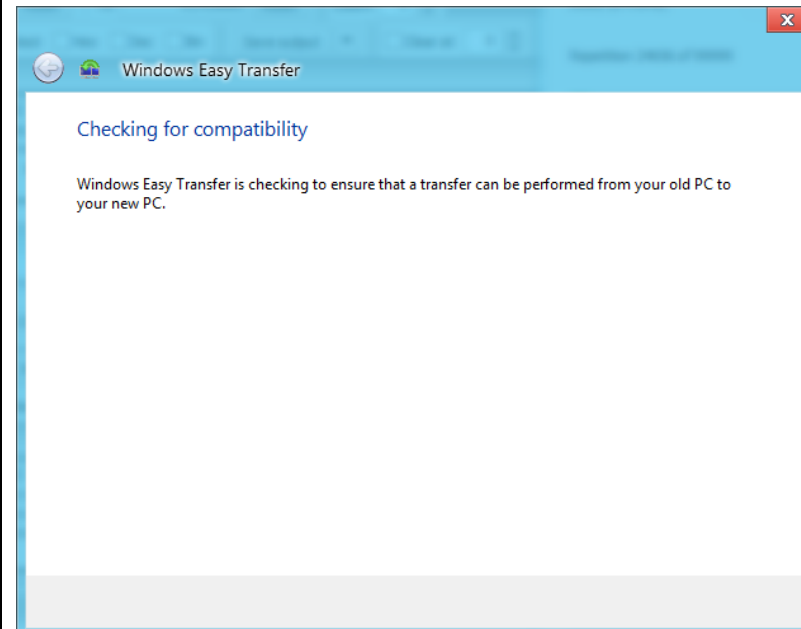 Windows Easy Transfer
Checking for compatibility
Windows Easy Transfer is checking to ensure that a transfer can be performed from your old PC to
your new PC.